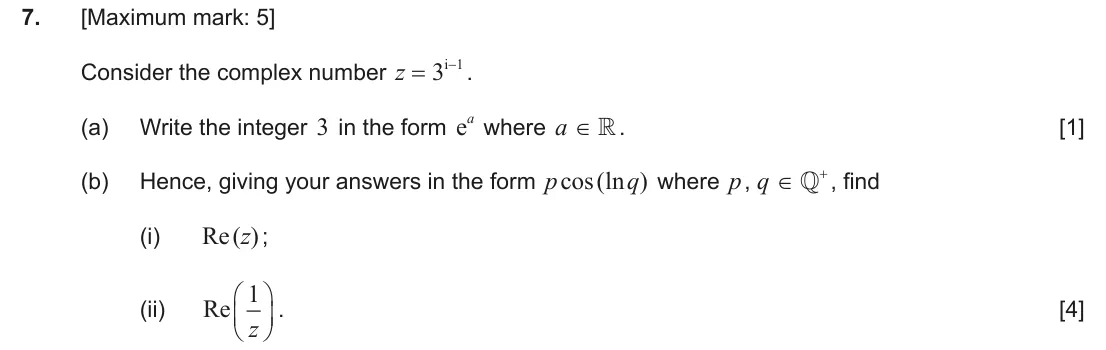 7. [Maximum mark: 5]
Consider the complex number z = 3^{i−1}.
(a) Write the integer 3 in the form e^{a} where a ∈ ℝ. [1]
(b) Hence, giving your answers in the form p cos(ln q) where p, q ∈ ℚ⁺, find
(i) Re(z);
(ii) Re(1/z). [4]